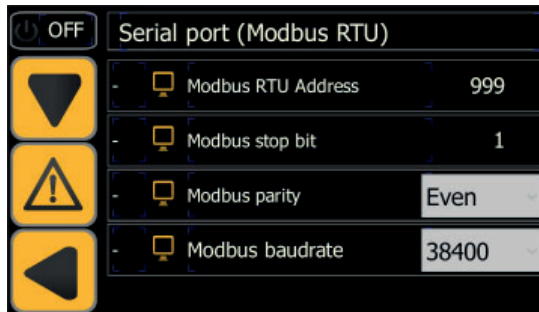 OFF
Serial port (Modbus RTU)
- Modbus RTU Address 999
- Modbus stop bit 1
- Modbus parity Even
- Modbus baudrate 38400